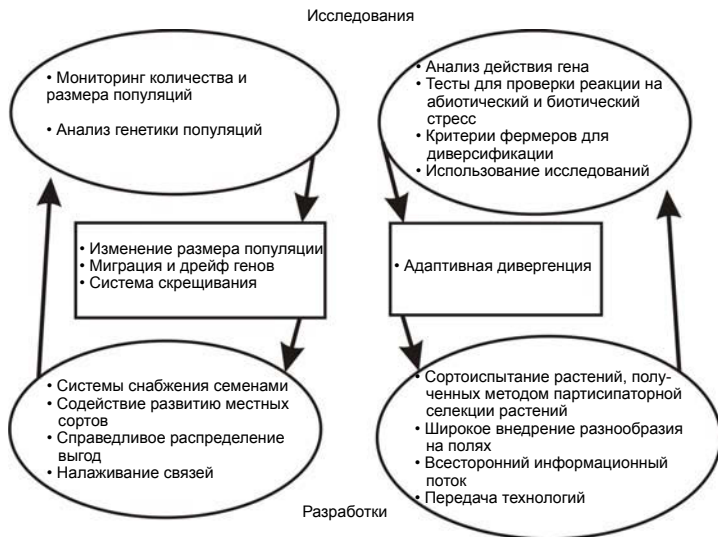 Исследования
• Мониторинг количества и
размера популяций
• Анализ генетики популяций
• Анализ действия гена
• Тесты для проверки реакции на
абиотический и биотический
стресс
• Критерии фермеров для
диверсификации
• Использование исследований
• Изменение размера популяции
• Миграция и дрейф генов
• Система скрещивания
• Адаптивная дивергенция
• Системы снабжения семенами
• Содействие развитию местных
сортов
• Справедливое распределение
выгод
• Налаживание связей
• Сортоиспытание растений, полу-
ченных методом партисипаторной
селекции растений
• Широкое внедрение разнообразия
на полях
• Всесторонний информационный
поток
• Передача технологий
Разработки